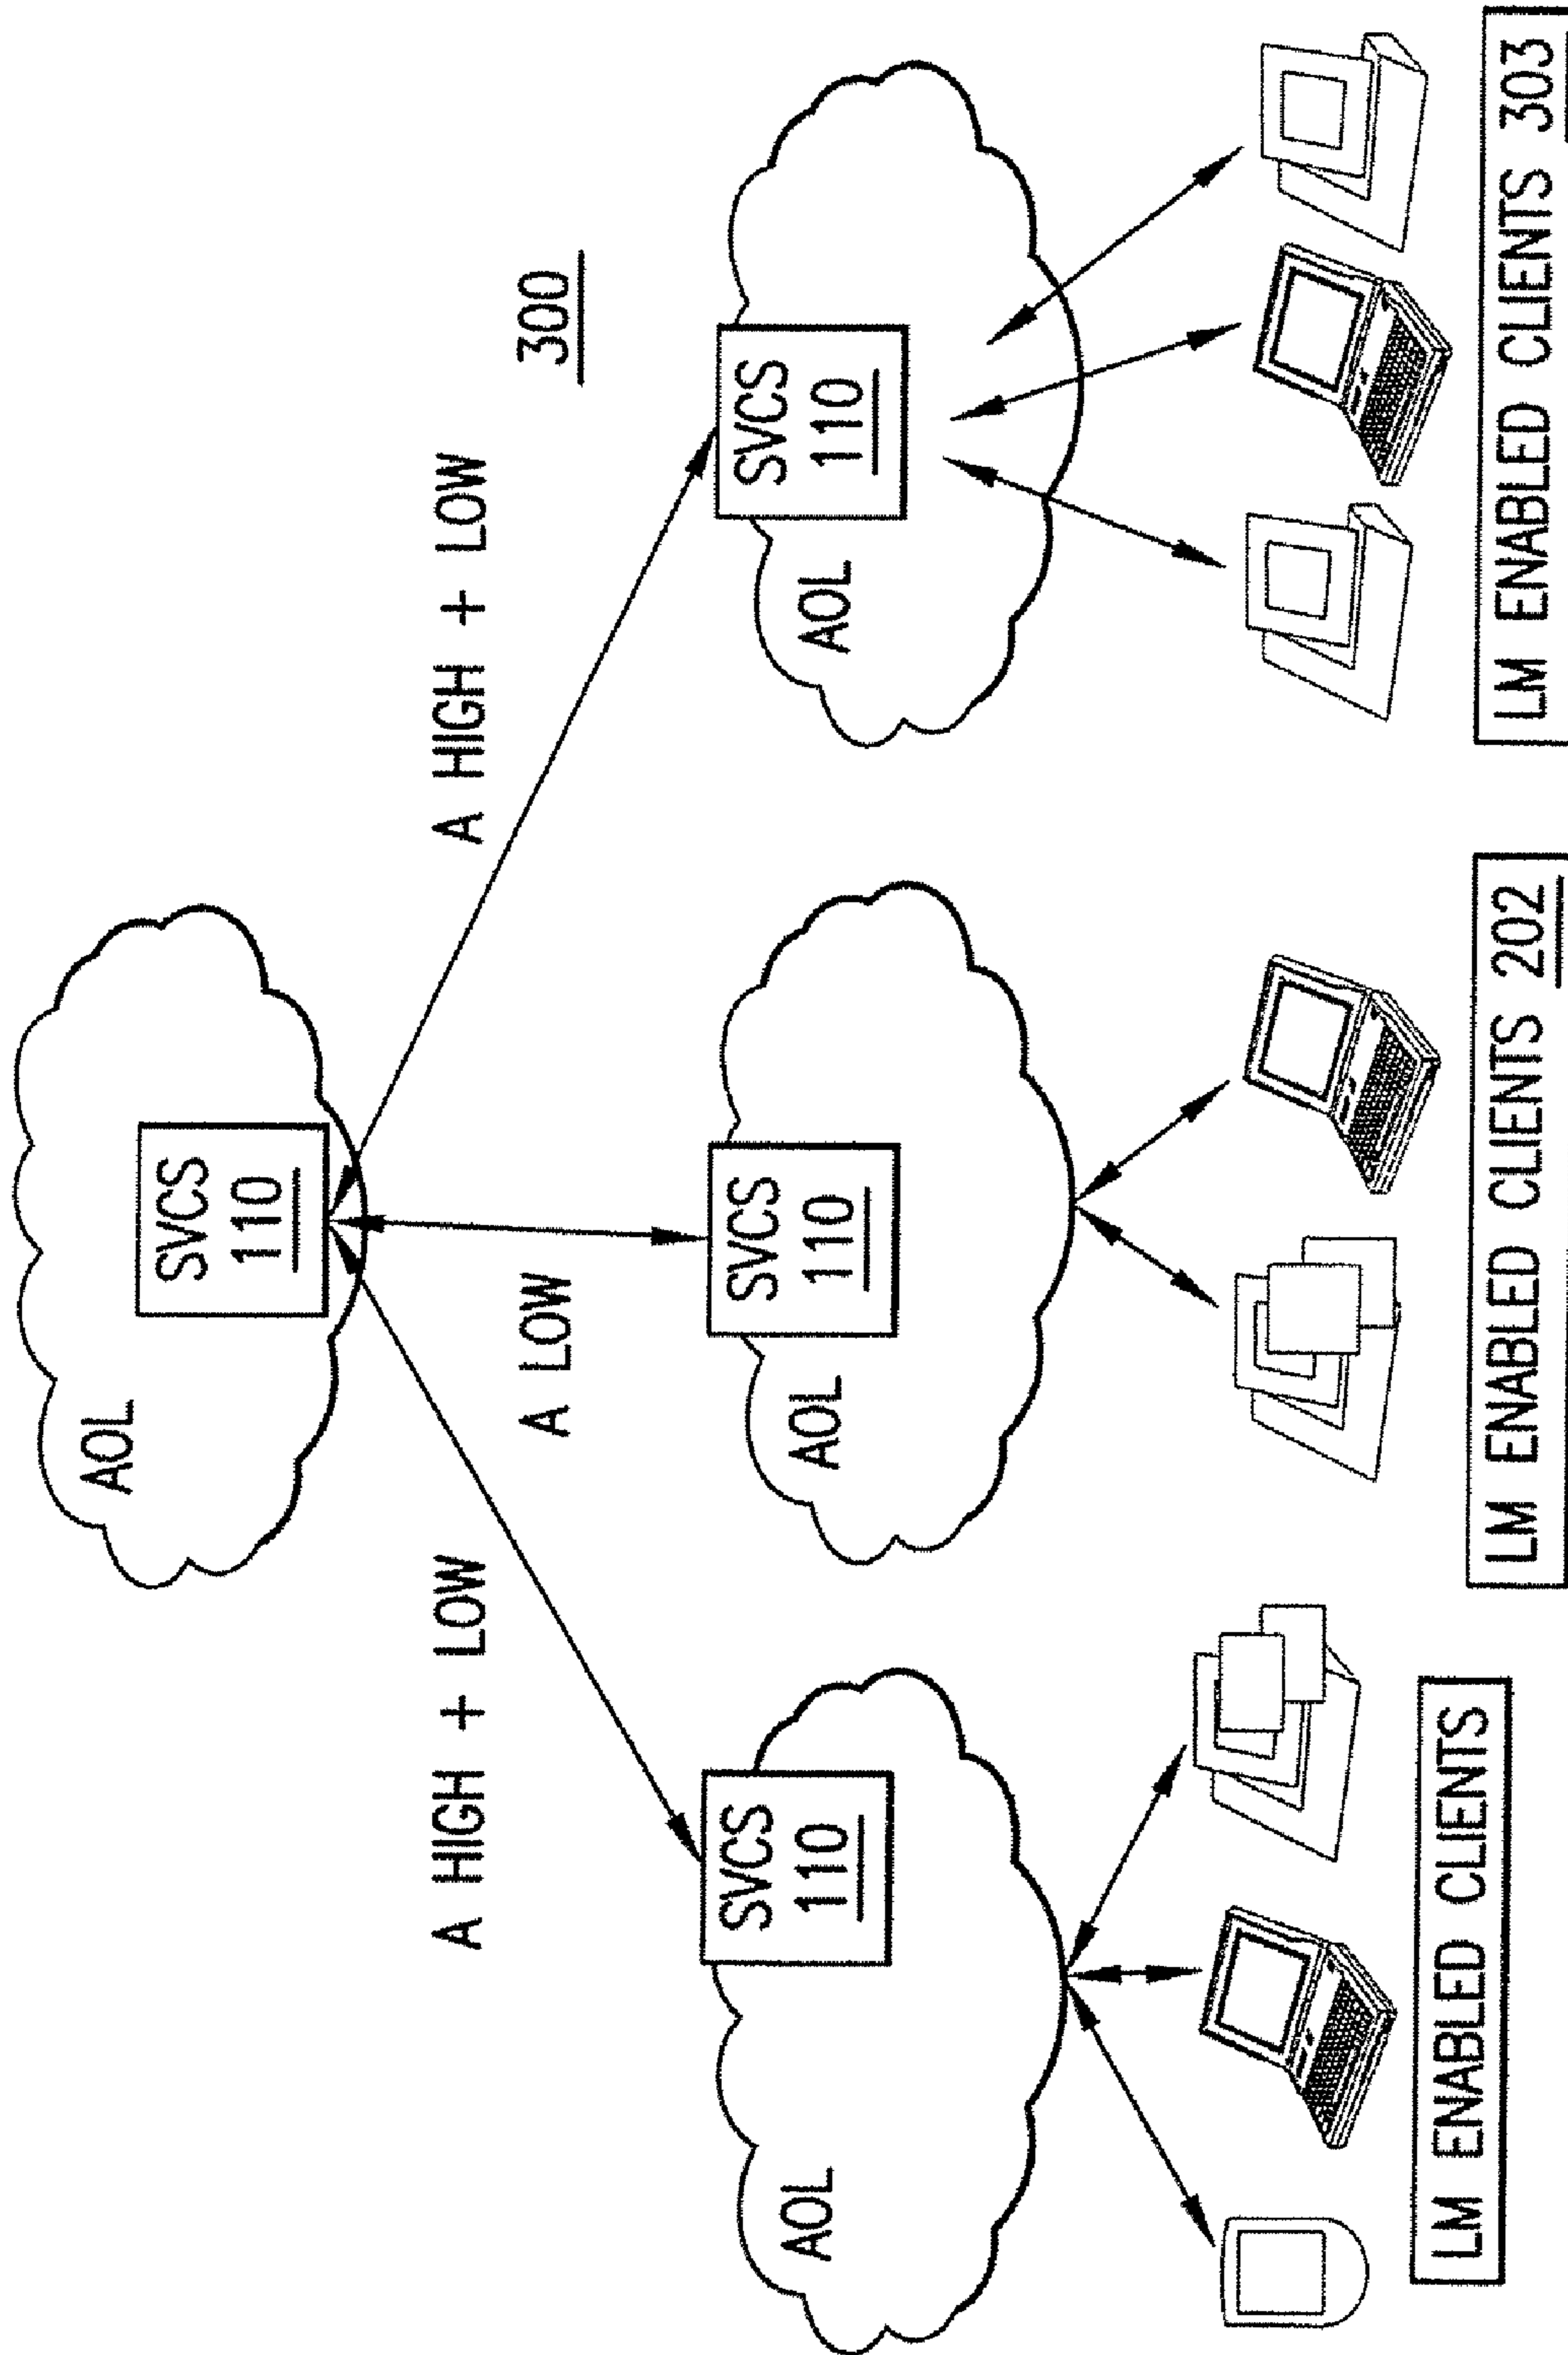 AOL
SVCS
110
A HIGH + LOW
A LOW
A HIGH + LOW
300
AOL
SVCS
110
AOL
SVCS
110
AOL
SVCS
110
LM ENABLED CLIENTS
LM ENABLED CLIENTS 202
LM ENABLED CLIENTS 303